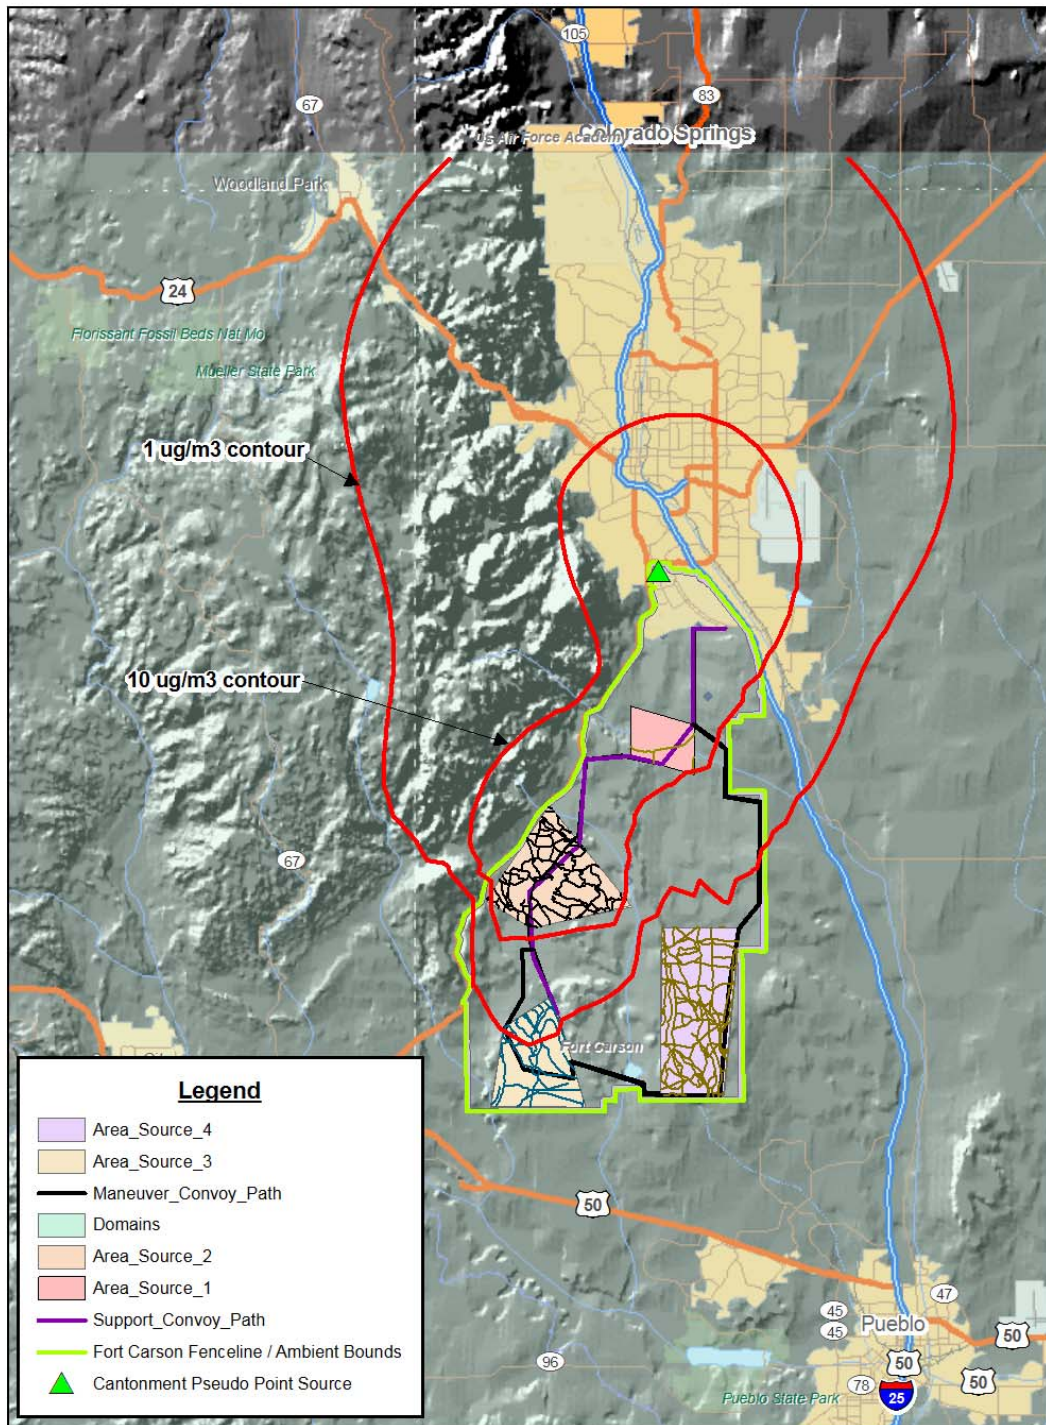 105
67
83
Us Air Force Academy
Colorado Springs
Woodland Park
24
Florissant Fossil Beds Nat Mo
Mueller State Park
1 ug/m3 contour
10 ug/m3 contour
67
Fort Carson
Legend
Area_Source_4
Area_Source_3
Maneuver_Convoy_Path
Domains
Area_Source_2
Area_Source_1
Support_Convoy_Path
Fort Carson Fenceline / Ambient Bounds
Cantonment Pseudo Point Source
50
47
45
45
Pueblo
50
50
96
78
50
25
Pueblo State Park